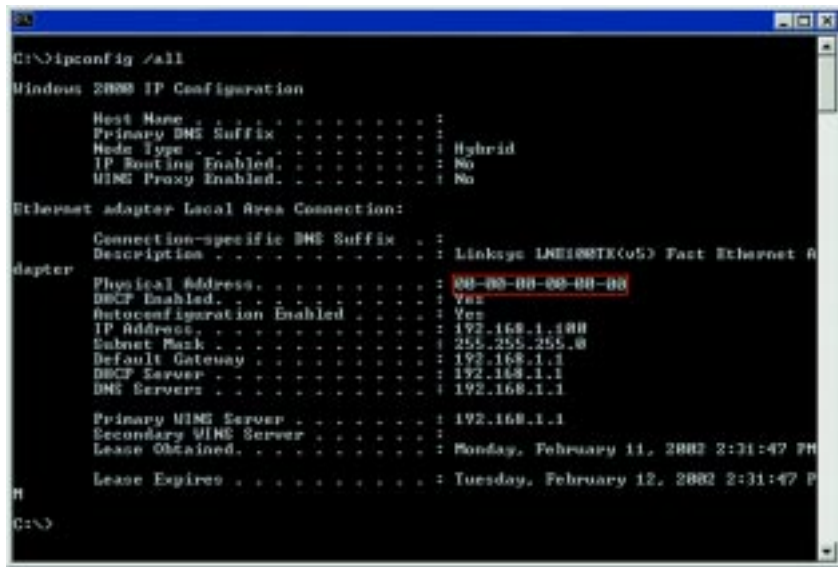 C:\>ipconfig /all
Windows 2000 IP Configuration
Host Name . . . . . . . . . . . . :
Primary DNS Suffix . . . . . . . :
Node Type . . . . . . . . . . . . : Hybrid
IP Routing Enabled. . . . . . . . : No
WINS Proxy Enabled. . . . . . . . : No
Ethernet adapter Local Area Connection:
Connection-specific DNS Suffix . :
Description . . . . . . . . . . . : Linksys LNE100TX(v5) Fast Ethernet A
dapter
Physical Address. . . . . . . . . : 00-00-00-00-00-00
DHCP Enabled. . . . . . . . . . . : Yes
Autoconfiguration Enabled . . . . : Yes
IP Address. . . . . . . . . . . . : 192.168.1.100
Subnet Mask . . . . . . . . . . . : 255.255.255.0
Default Gateway . . . . . . . . . : 192.168.1.1
DHCP Server . . . . . . . . . . . : 192.168.1.1
DNS Servers . . . . . . . . . . . : 192.168.1.1
Primary WINS Server . . . . . . . : 192.168.1.1
Secondary WINS Server . . . . . . :
Lease Obtained. . . . . . . . . . : Monday, February 11, 2002 2:31:47 PM
Lease Expires . . . . . . . . . . : Tuesday, February 12, 2002 2:31:47 P
M
C:\>